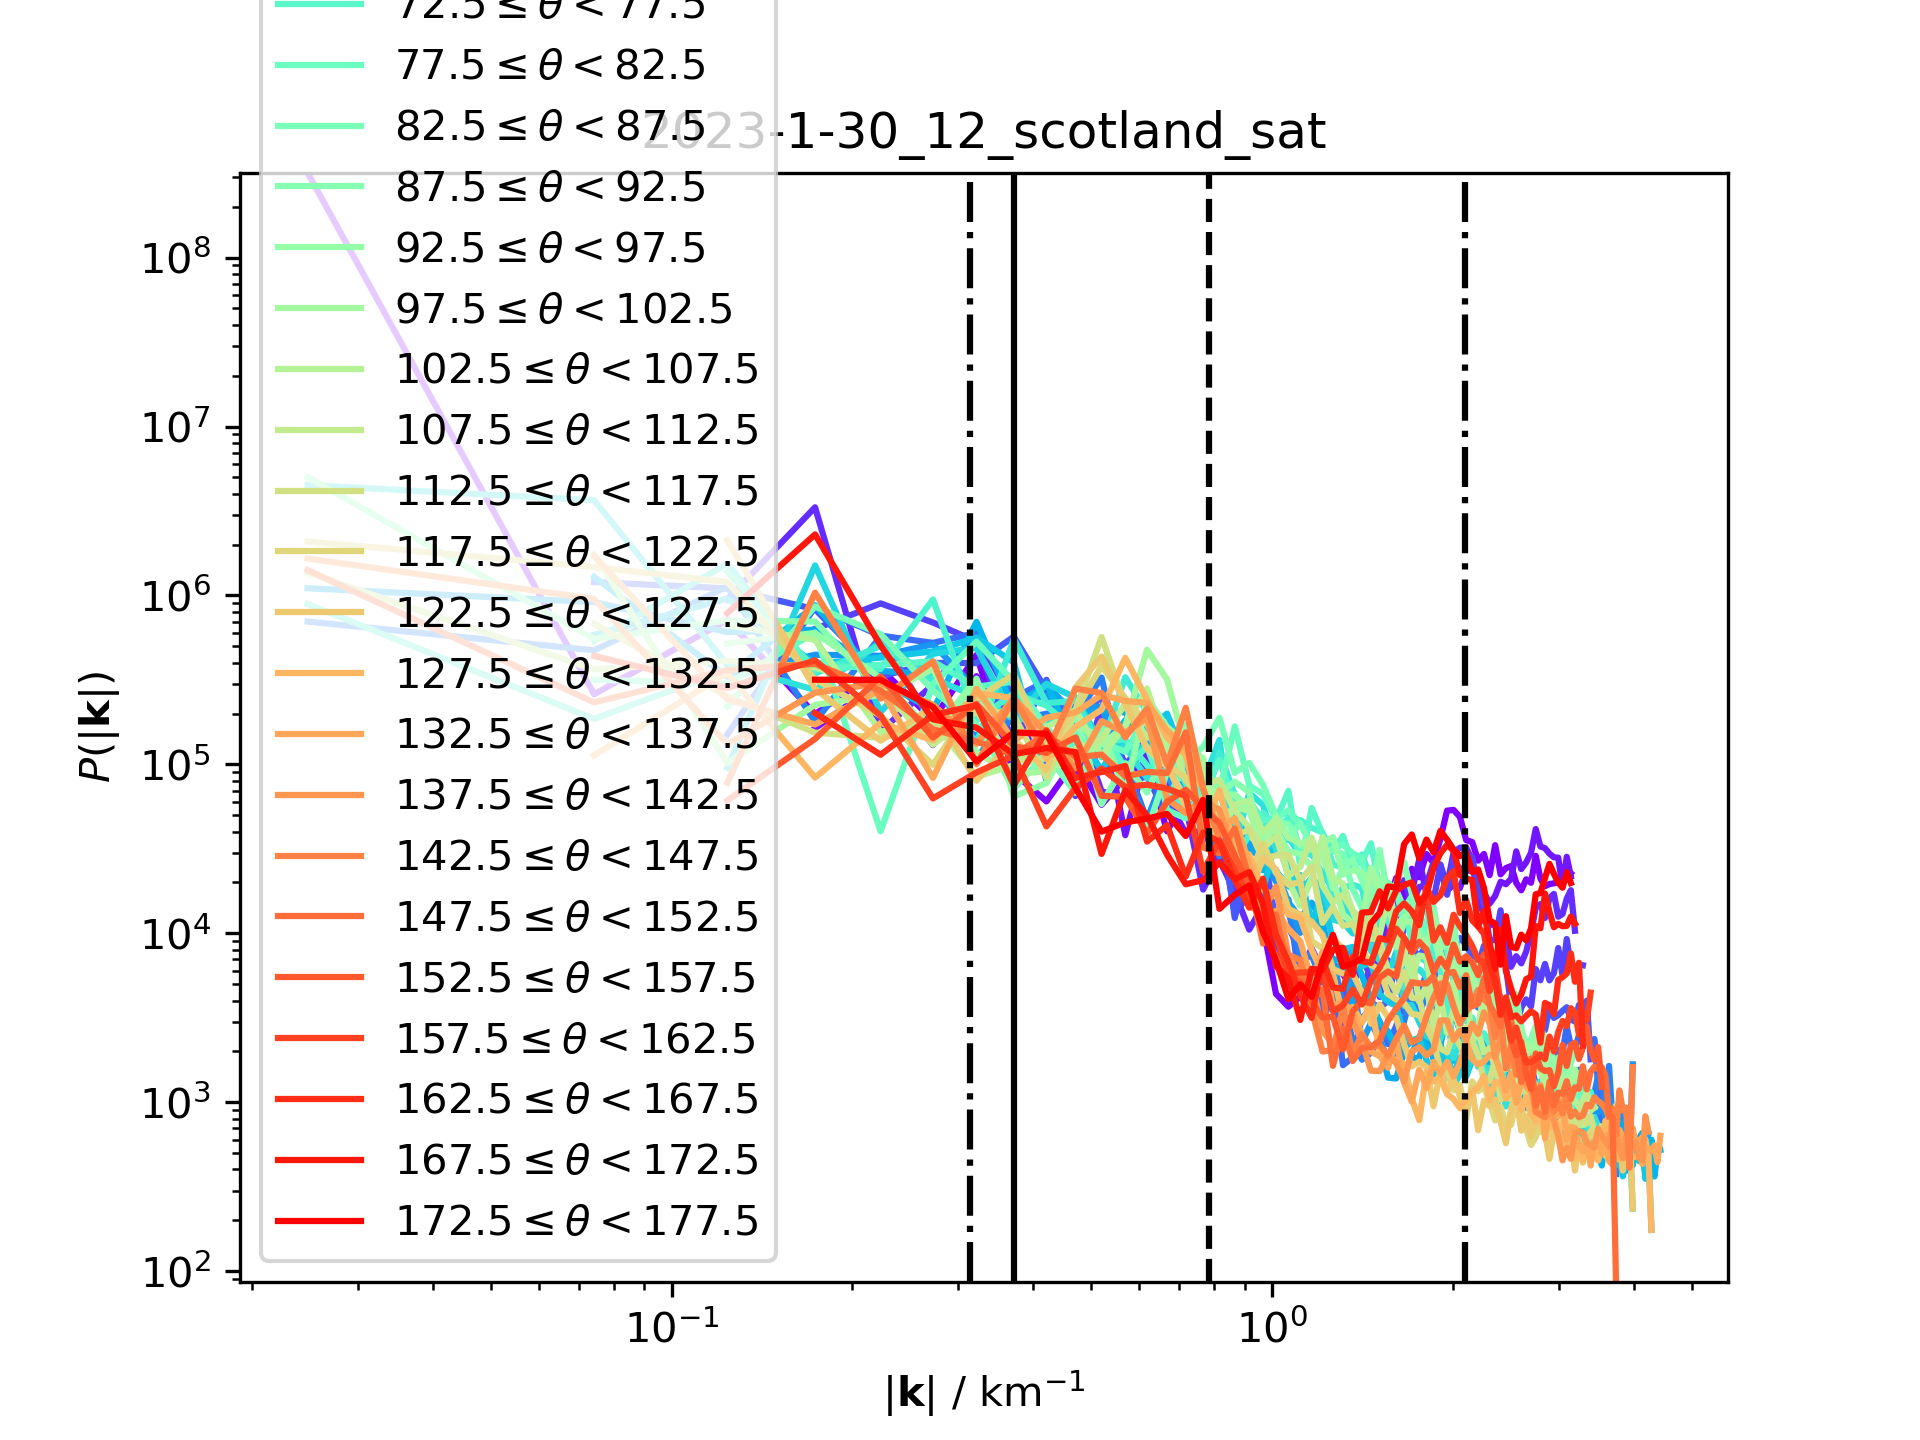 72.5 ≤ θ < 77.5
77.5 ≤ θ < 82.5
82.5 ≤ θ < 87.5
2023-1-30_12_scotland_sat
87.5 ≤ θ < 92.5
92.5 ≤ θ < 97.5
97.5 ≤ θ < 102.5
102.5 ≤ θ < 107.5
107.5 ≤ θ < 112.5
112.5 ≤ θ < 117.5
117.5 ≤ θ < 122.5
122.5 ≤ θ < 127.5
127.5 ≤ θ < 132.5
132.5 ≤ θ < 137.5
137.5 ≤ θ < 142.5
142.5 ≤ θ < 147.5
147.5 ≤ θ < 152.5
152.5 ≤ θ < 157.5
157.5 ≤ θ < 162.5
162.5 ≤ θ < 167.5
167.5 ≤ θ < 172.5
172.5 ≤ θ < 177.5
10⁸
10⁷
10⁶
10⁵
10⁴
10³
10²
P(|k|)
10⁻¹ 10⁰
|k| / km⁻¹